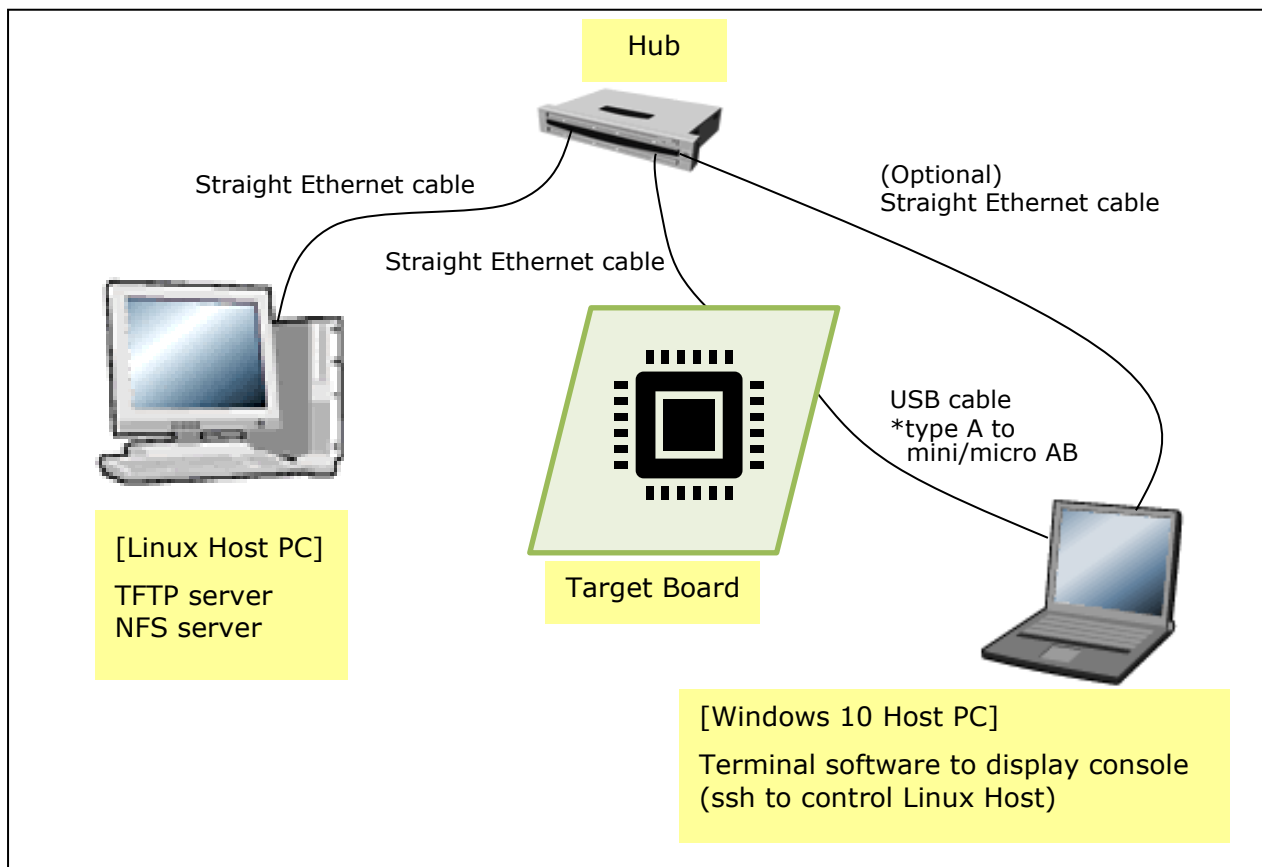 Hub
Straight Ethernet cable
(Optional)
Straight Ethernet cable
Straight Ethernet cable
USB cable
*type A to
mini/micro AB
[Linux Host PC]
TFTP server
NFS server
Target Board
[Windows 10 Host PC]
Terminal software to display console
(ssh to control Linux Host)